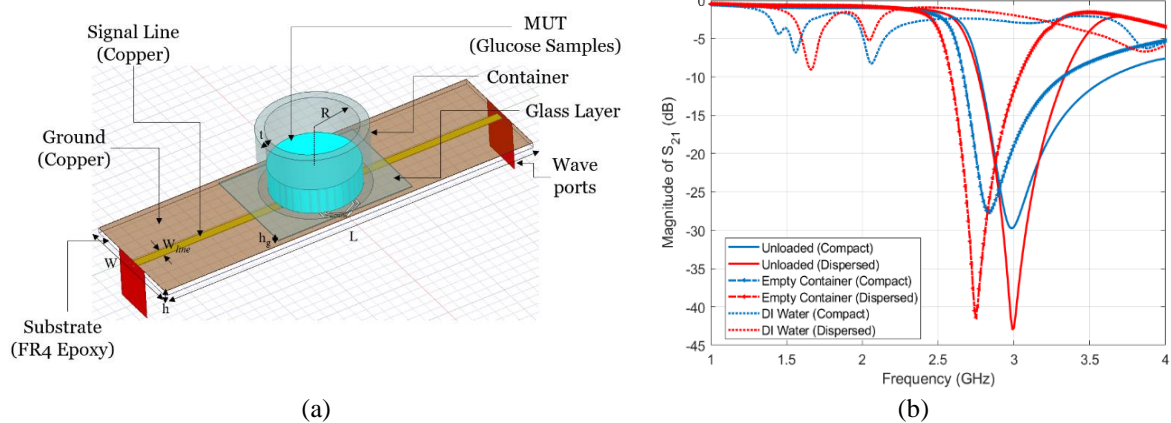 Signal Line
(Copper)
MUT
(Glucose Samples)
Container
Glass Layer
Ground
(Copper)
R
t
Wave
ports
W_line
h_g
L
W
h
Substrate
(FR4 Epoxy)
(a)
Magnitude of S_21 (dB)
0
-5
-10
-15
-20
-25
-30
-35
-40
-45
Unloaded (Compact)
Unloaded (Dispersed)
Empty Container (Compact)
Empty Container (Dispersed)
DI Water (Compact)
DI Water (Dispersed)
1
1.5
2
2.5
3
3.5
4
Frequency (GHz)
(b)